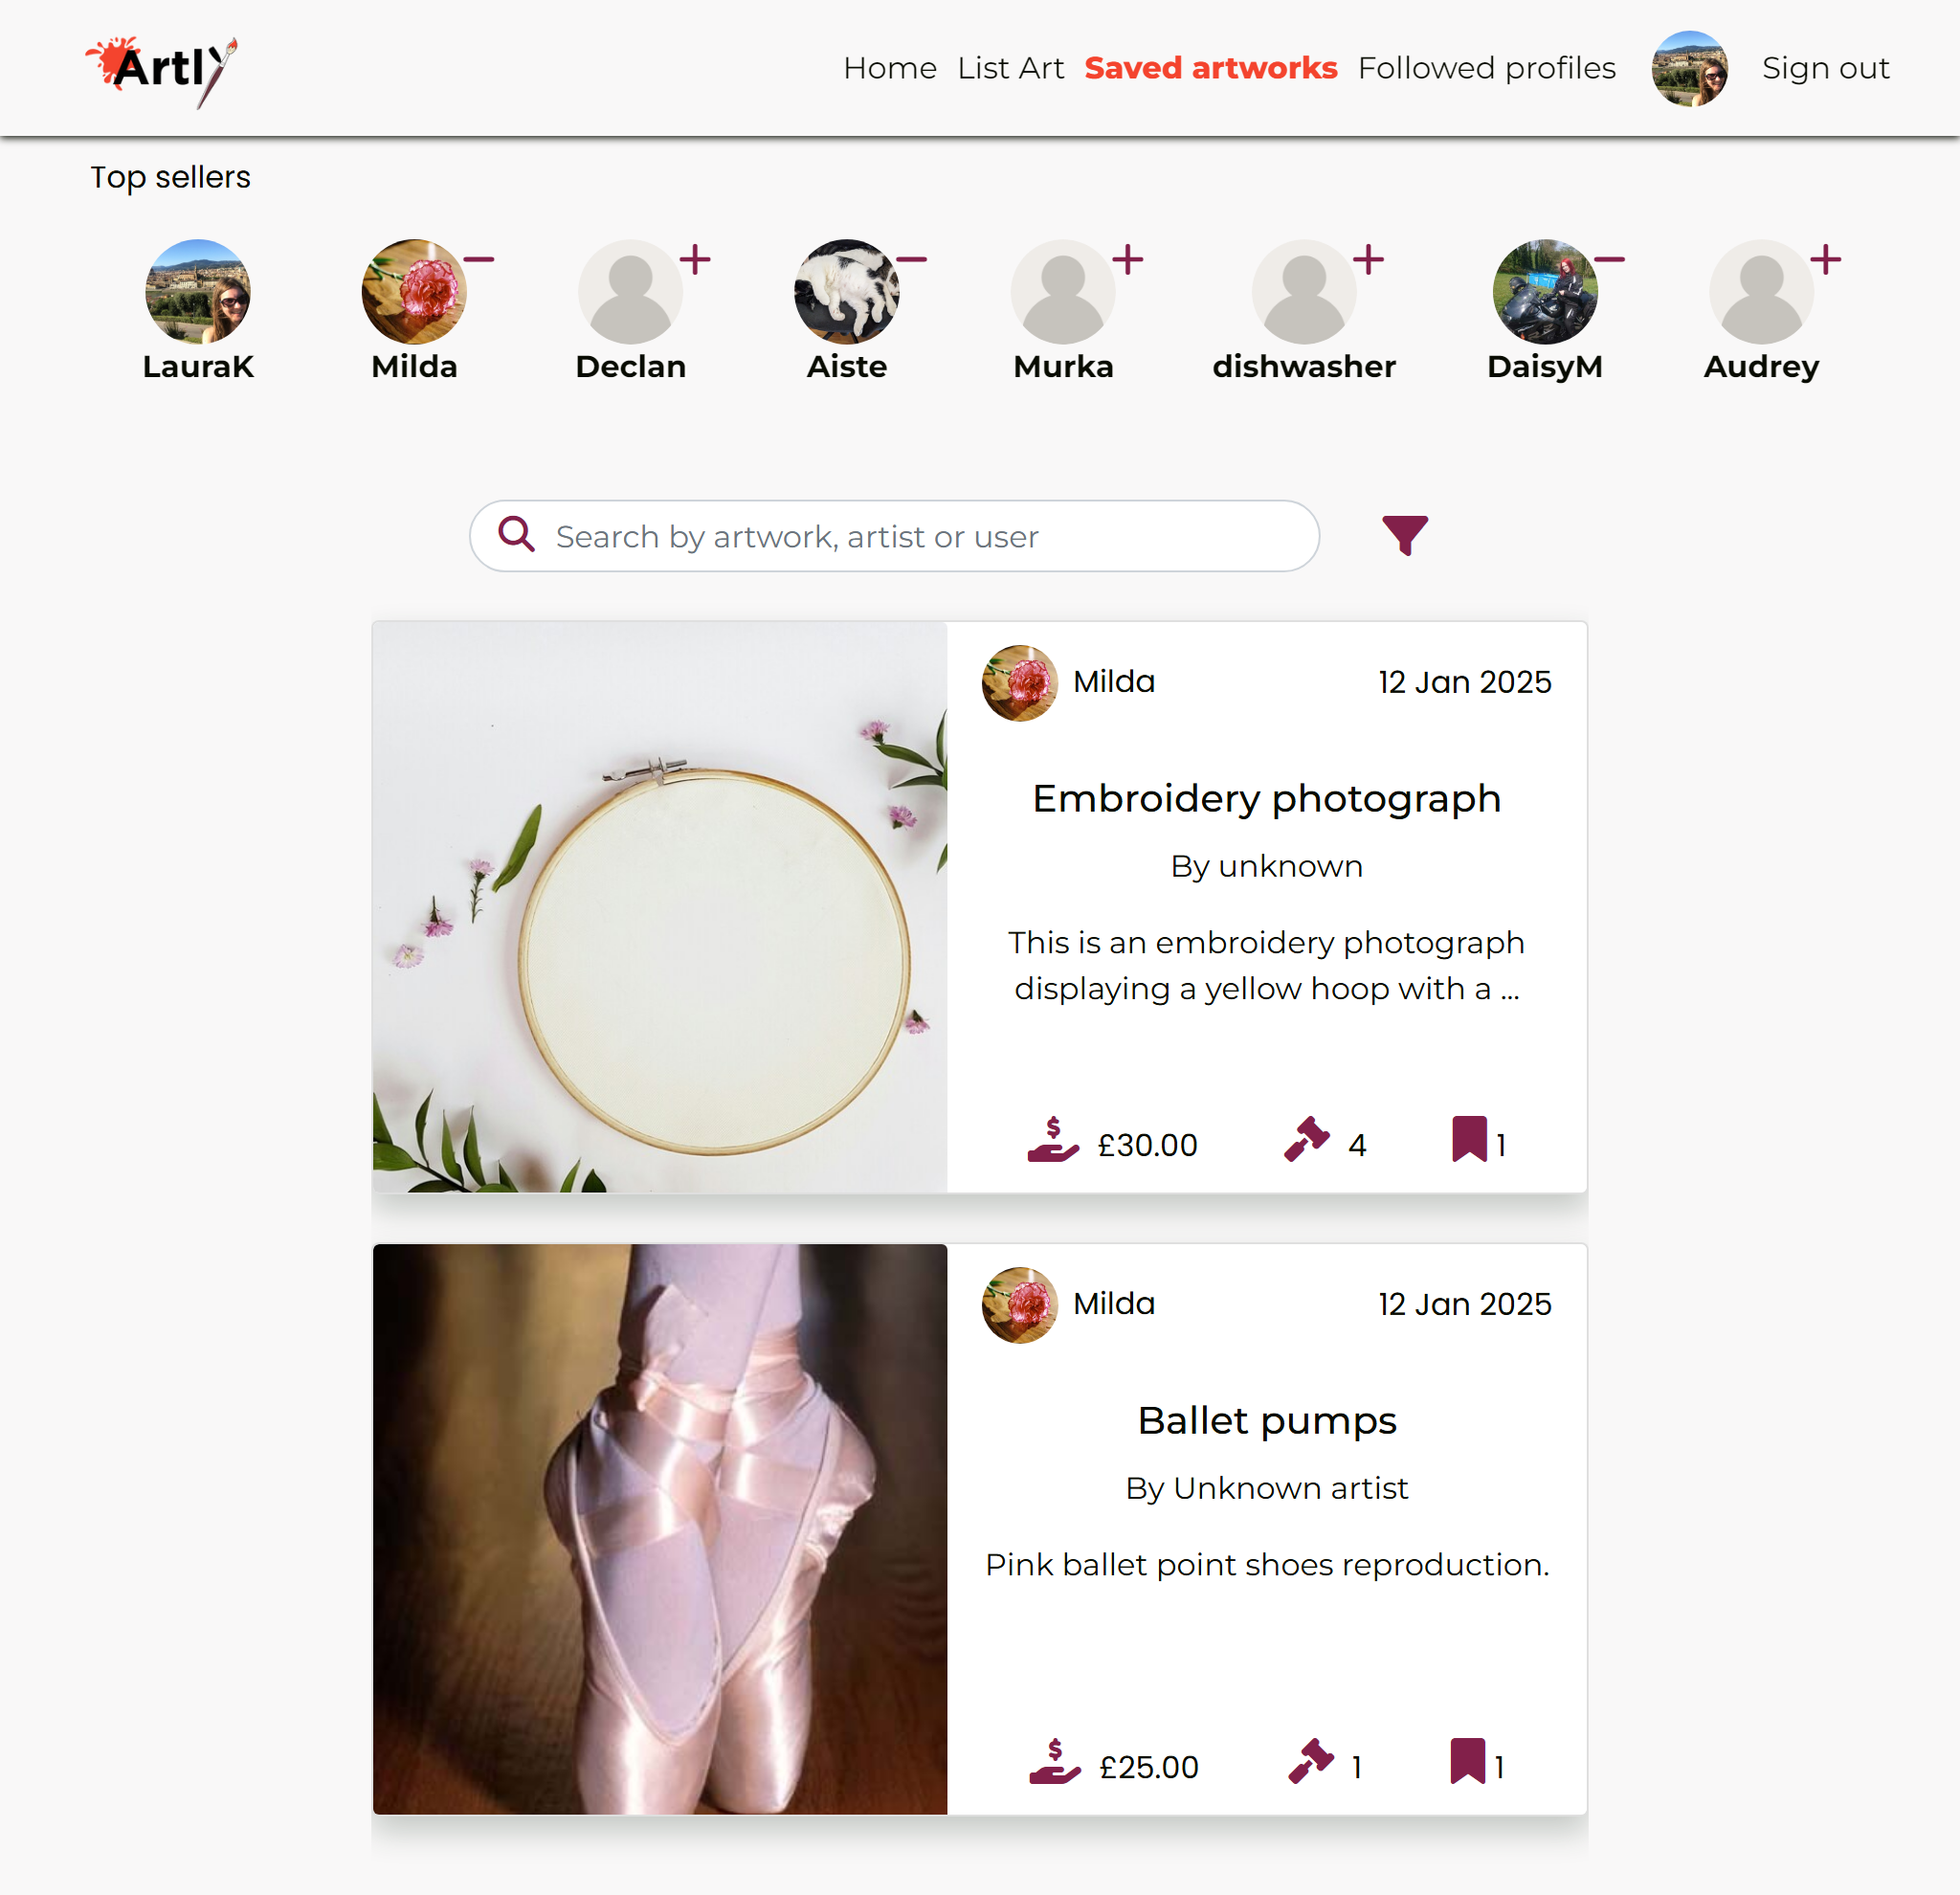 Artly
Home List Art Saved artworks Followed profiles Sign out
Top sellers
LauraK Milda Declan Aiste Murka dishwasher DaisyM Audrey
Search by artwork, artist or user
Milda 12 Jan 2025
Embroidery photograph
By unknown
This is an embroidery photograph
displaying a yellow hoop with a ...
$ £30.00 4 1
Milda 12 Jan 2025
Ballet pumps
By Unknown artist
Pink ballet point shoes reproduction.
$ £25.00 1 1